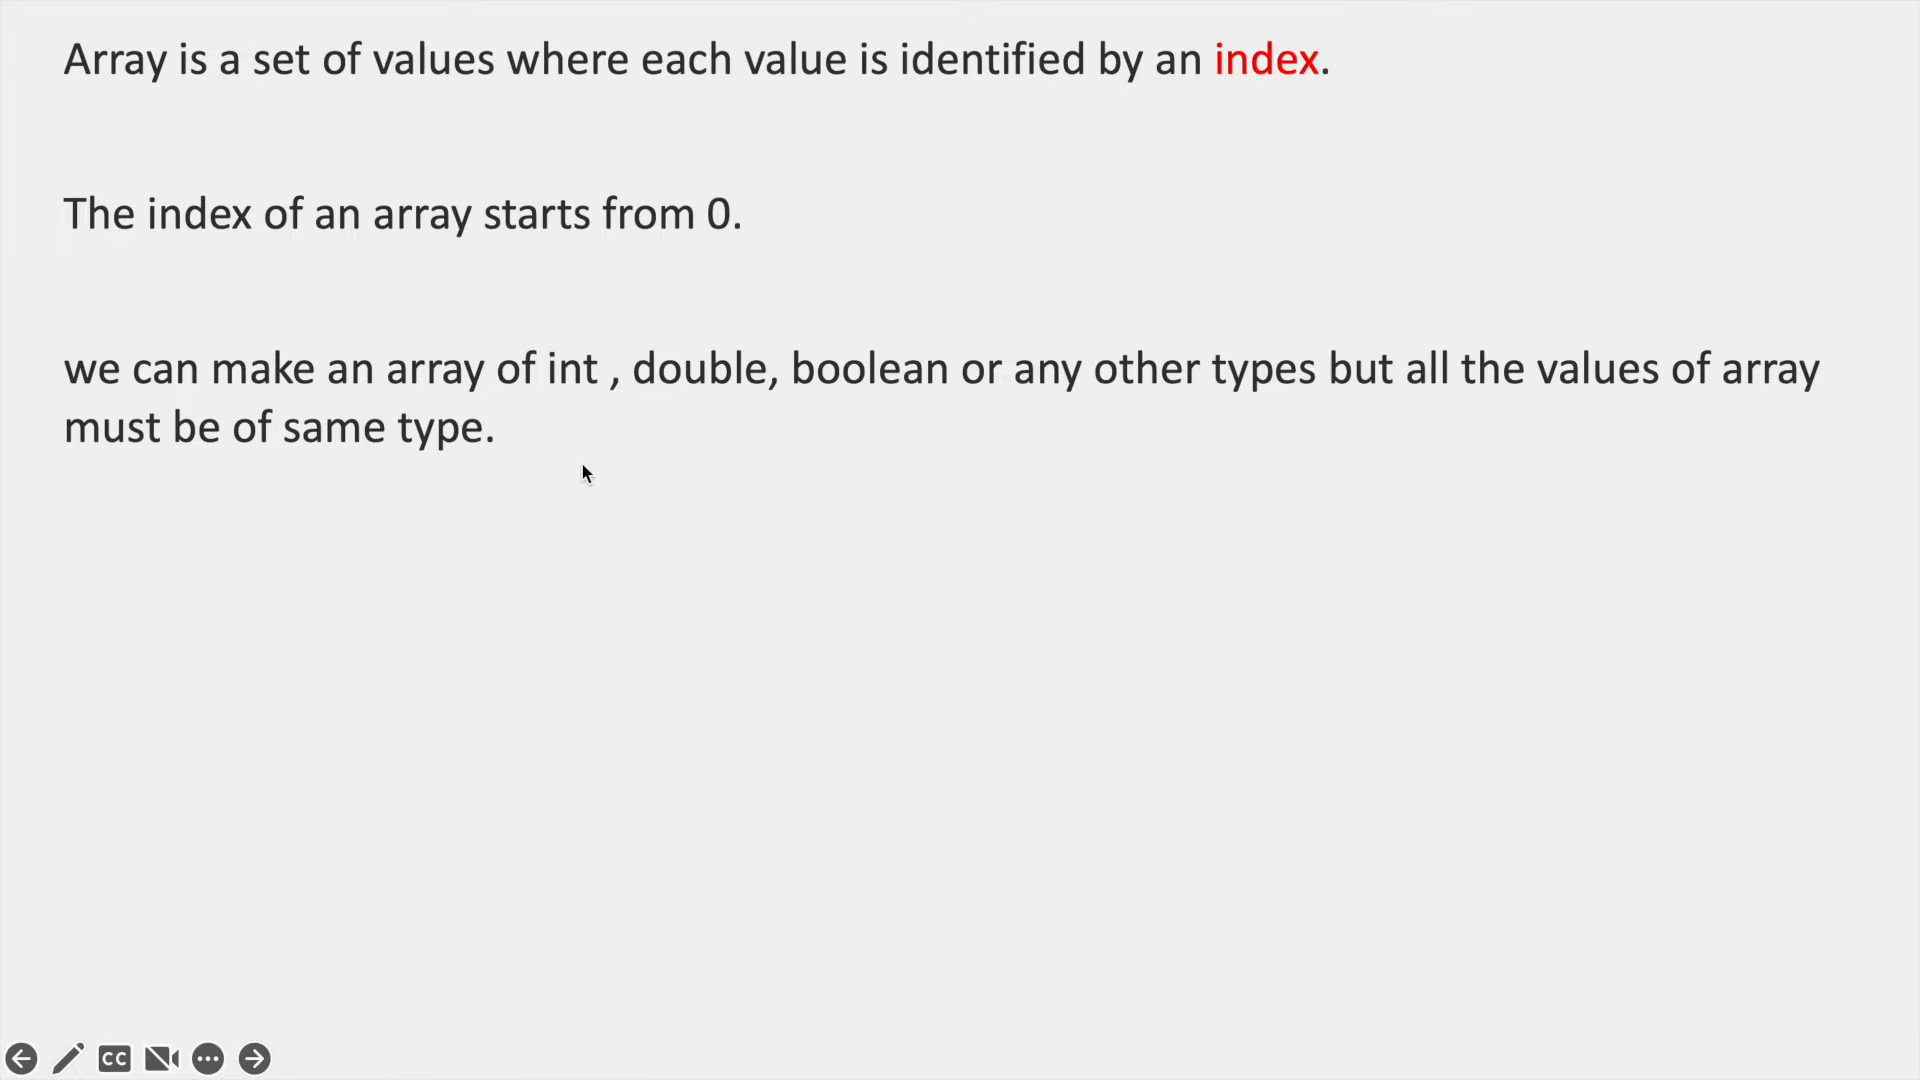 Array is a set of values where each value is identified by an index.
The index of an array starts from 0.
we can make an array of int , double, boolean or any other types but all the values of array
must be of same type.
CC